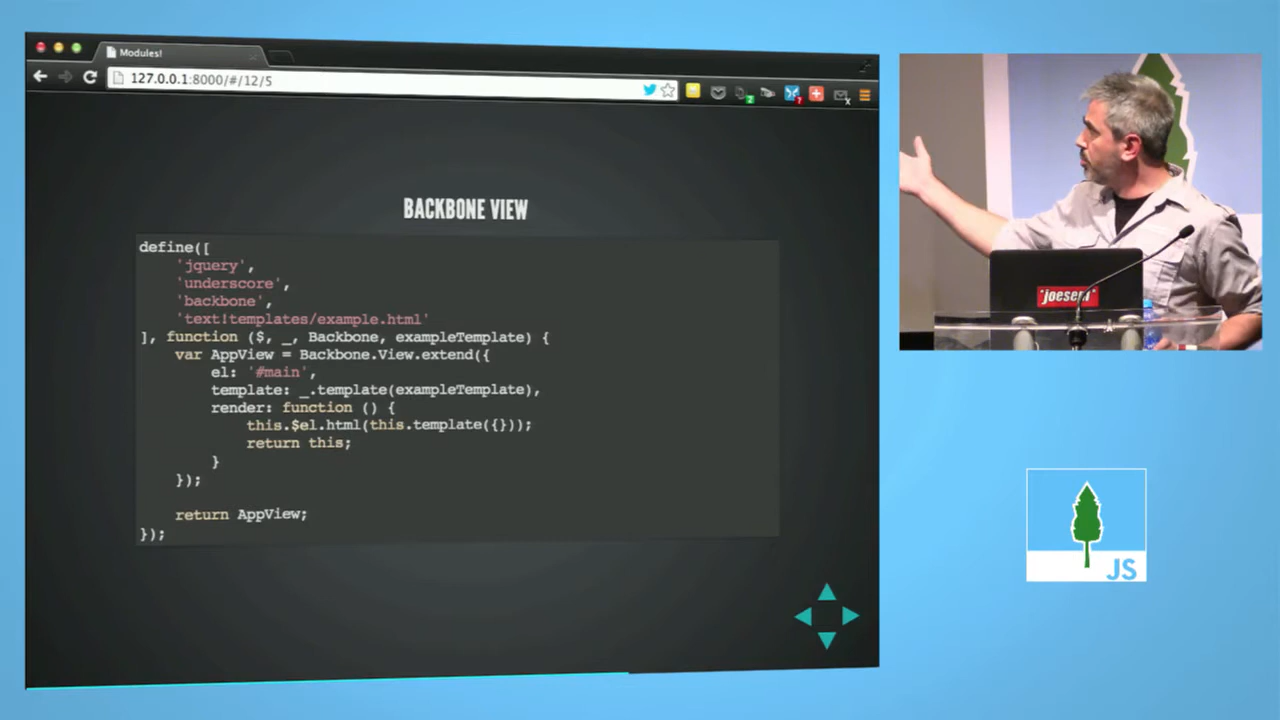 Modules!
127.0.0.1:8000/#/12/5
BACKBONE VIEW
define([
    'jquery',
    'underscore',
    'backbone',
    'text!templates/example.html'
], function ($, _, Backbone, exampleTemplate) {
    var AppView = Backbone.View.extend({
        el: '#main',
        template: _.template(exampleTemplate),
        render: function () {
            this.$el.html(this.template({}));
            return this;
        }
    });
    return AppView;
});
JS